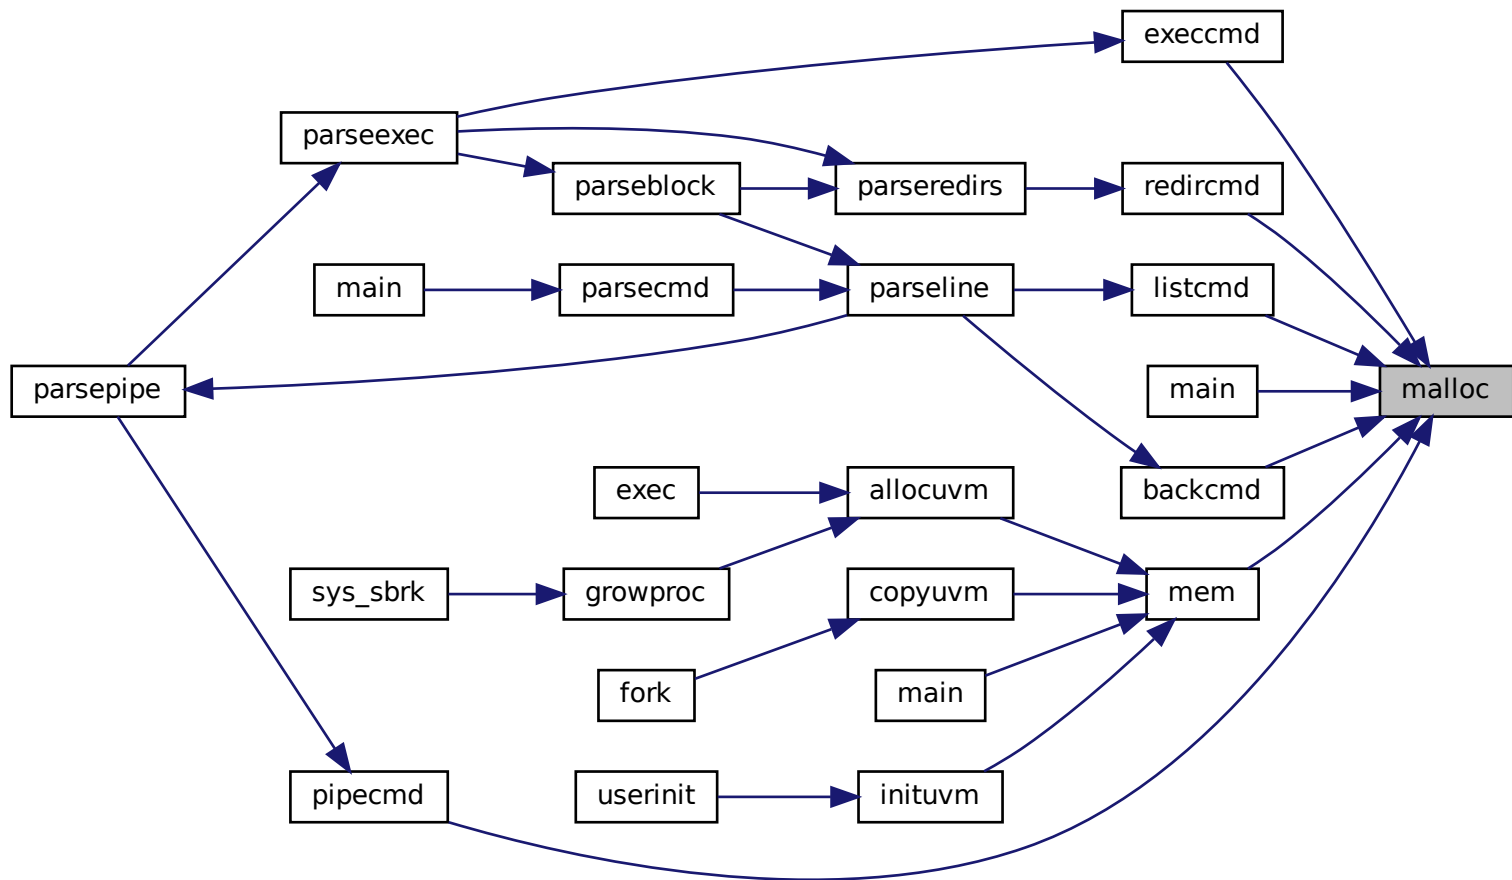 execcmd
parseexec
parseblock
parseredirs
redircmd
main
parsecmd
parseline
listcmd
parsepipe
main
malloc
exec
allocuvm
backcmd
sys_sbrk
growproc
copyuvm
mem
fork
main
pipecmd
userinit
inituvm